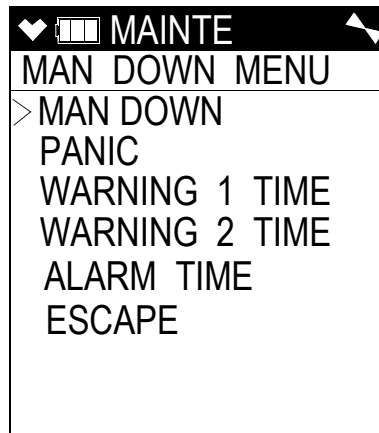 MAINTE
MAN DOWN MENU
>MAN DOWN
PANIC
WARNING 1 TIME
WARNING 2 TIME
ALARM TIME
ESCAPE